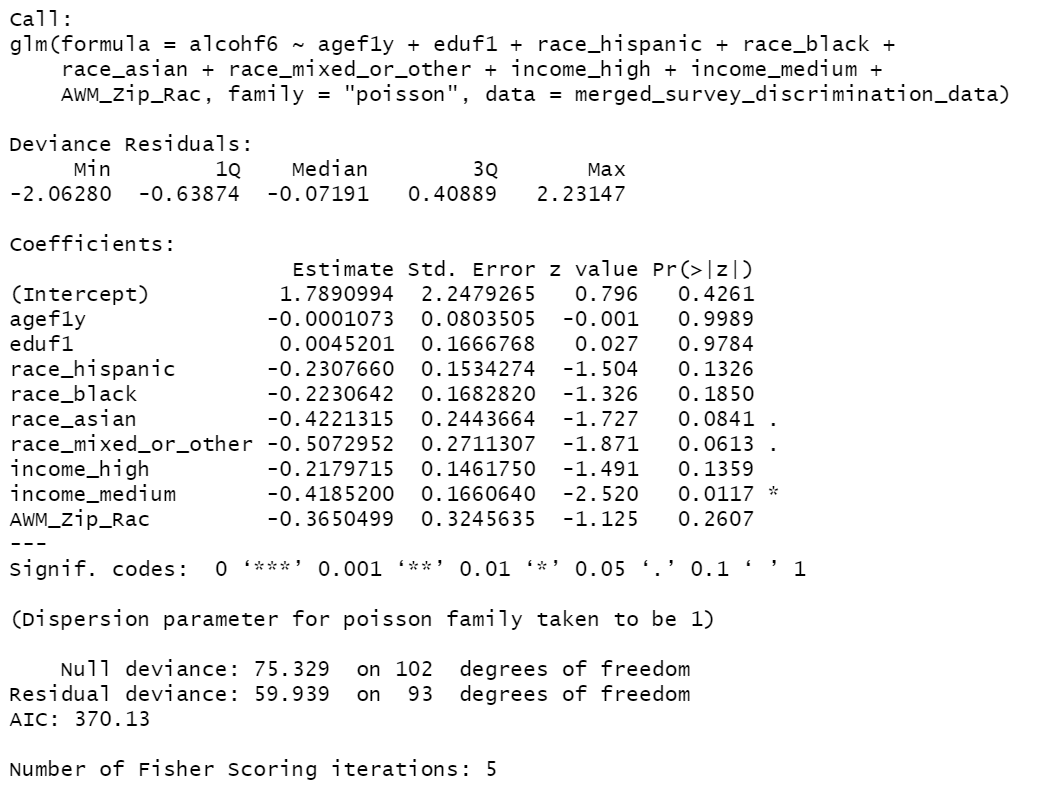 Call:
glm(formula = alcohf6 ~ agef1y + eduf1 + race_hispanic + race_black +
    race_asian + race_mixed_or_other + income_high + income_medium +
    AWM_Zip_Rac, family = "poisson", data = merged_survey_discrimination_data)

Deviance Residuals:
     Min        1Q    Median        3Q       Max
-2.06280  -0.63874  -0.07191   0.40889   2.23147

Coefficients:
                      Estimate Std. Error z value Pr(>|z|)
(Intercept)          1.7890994  2.2479265   0.796   0.4261
agef1y              -0.0001073  0.0803505  -0.001   0.9989
eduf1                0.0045201  0.1666768   0.027   0.9784
race_hispanic       -0.2307660  0.1534274  -1.504   0.1326
race_black          -0.2230642  0.1682820  -1.326   0.1850
race_asian          -0.4221315  0.2443664  -1.727   0.0841 .
race_mixed_or_other -0.5072952  0.2711307  -1.871   0.0613 .
income_high         -0.2179715  0.1461750  -1.491   0.1359
income_medium       -0.4185200  0.1660640  -2.520   0.0117 *
AWM_Zip_Rac         -0.3650499  0.3245635  -1.125   0.2607
---
Signif. codes:  0 ‘***’ 0.001 ‘**’ 0.01 ‘*’ 0.05 ‘.’ 0.1 ‘ ’ 1

(Dispersion parameter for poisson family taken to be 1)

    Null deviance: 75.329  on 102  degrees of freedom
Residual deviance: 59.939  on  93  degrees of freedom
AIC: 370.13

Number of Fisher Scoring iterations: 5